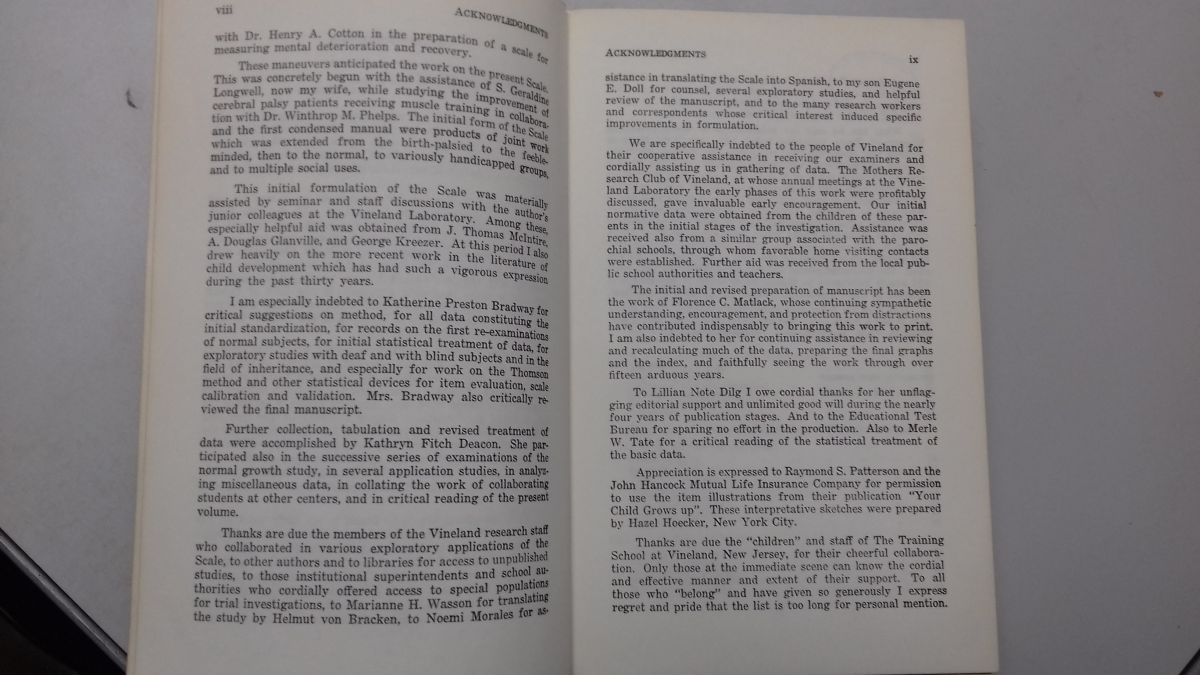 viii
ACKNOWLEDGMENTS
with Dr. Henry A. Cotton in the preparation of a scale for
measuring mental deterioration and recovery.
These maneuvers anticipated the work on the present Scale.
This was concretely begun with the assistance of S. Geraldine
Longwell, now my wife, while studying the improvement of
cerebral palsy patients receiving muscle training in collabora-
tion with Dr. Winthrop M. Phelps. The initial form of the Scale
and the first condensed manual were products of joint work
which was extended from the birth-palsied to the feeble-
minded, then to the normal, to variously handicapped groups,
and to multiple social uses.
This initial formulation of the Scale was materially
assisted by seminar and staff discussions with the author's
junior colleagues at the Vineland Laboratory. Among these,
especially helpful aid was obtained from J. Thomas McIntire,
A. Douglas Glanville, and George Kreezer. At this period I also
drew heavily on the more recent work in the literature of
child development which has had such a vigorous expression
during the past thirty years.
I am especially indebted to Katherine Preston Bradway for
critical suggestions on method, for all data constituting the
initial standardization, for records on the first re-examinations
of normal subjects, for initial statistical treatment of data, for
exploratory studies with deaf and with blind subjects and in the
field of inheritance, and especially for work on the Thomson
method and other statistical devices for item evaluation, scale
calibration and validation. Mrs. Bradway also critically re-
viewed the final manuscript.
Further collection, tabulation and revised treatment of
data were accomplished by Kathryn Fitch Deacon. She par-
ticipated also in the successive series of examinations of the
normal growth study, in several application studies, in analyz-
ing miscellaneous data, in collating the work of collaborating
students at other centers, and in critical reading of the present
volume.
Thanks are due the members of the Vineland research staff
who collaborated in various exploratory applications of the
Scale, to other authors and to libraries for access to unpublished
studies, to those institutional superintendents and school au-
thorities who cordially offered access to special populations
for trial investigations, to Marianne H. Wasson for translating
the study by Helmut von Bracken, to Noemi Morales for as-
ACKNOWLEDGMENTS
ix
sistance in translating the Scale into Spanish, to my son Eugene
E. Doll for counsel, several exploratory studies, and helpful
review of the manuscript, and to the many research workers
and correspondents whose critical interest induced specific
improvements in formulation.
We are specifically indebted to the people of Vineland for
their cooperative assistance in receiving our examiners and
cordially assisting us in gathering of data. The Mothers Re-
search Club of Vineland, at whose annual meetings at the Vine-
land Laboratory the early phases of this work were profitably
discussed, gave invaluable early encouragement. Our initial
normative data were obtained from the children of these par-
ents in the initial stages of the investigation. Assistance was
received also from a similar group associated with the paro-
chial schools, through whom favorable home visiting contacts
were established. Further aid was received from the local pub-
lic school authorities and teachers.
The initial and revised preparation of manuscript has been
the work of Florence C. Matlack, whose continuing sympathetic
understanding, encouragement, and protection from distractions
have contributed indispensably to bringing this work to print.
I am also indebted to her for continuing assistance in reviewing
and recalculating much of the data, preparing the final graphs
and the index, and faithfully seeing the work through over
fifteen arduous years.
To Lillian Note Dilg I owe cordial thanks for her unflag-
ging editorial support and unlimited good will during the nearly
four years of publication stages. And to the Educational Test
Bureau for sparing no effort in the production. Also to Merle
W. Tate for a critical reading of the statistical treatment of
the basic data.
Appreciation is expressed to Raymond S. Patterson and the
John Hancock Mutual Life Insurance Company for permission
to use the item illustrations from their publication "Your
Child Grows up". These interpretative sketches were prepared
by Hazel Hoecker, New York City.
Thanks are due the "children" and staff of The Training
School at Vineland, New Jersey, for their cheerful collabora-
tion. Only those at the immediate scene can know the cordial
and effective manner and extent of their support. To all
those who "belong" and have given so generously I express
regret and pride that the list is too long for personal mention.